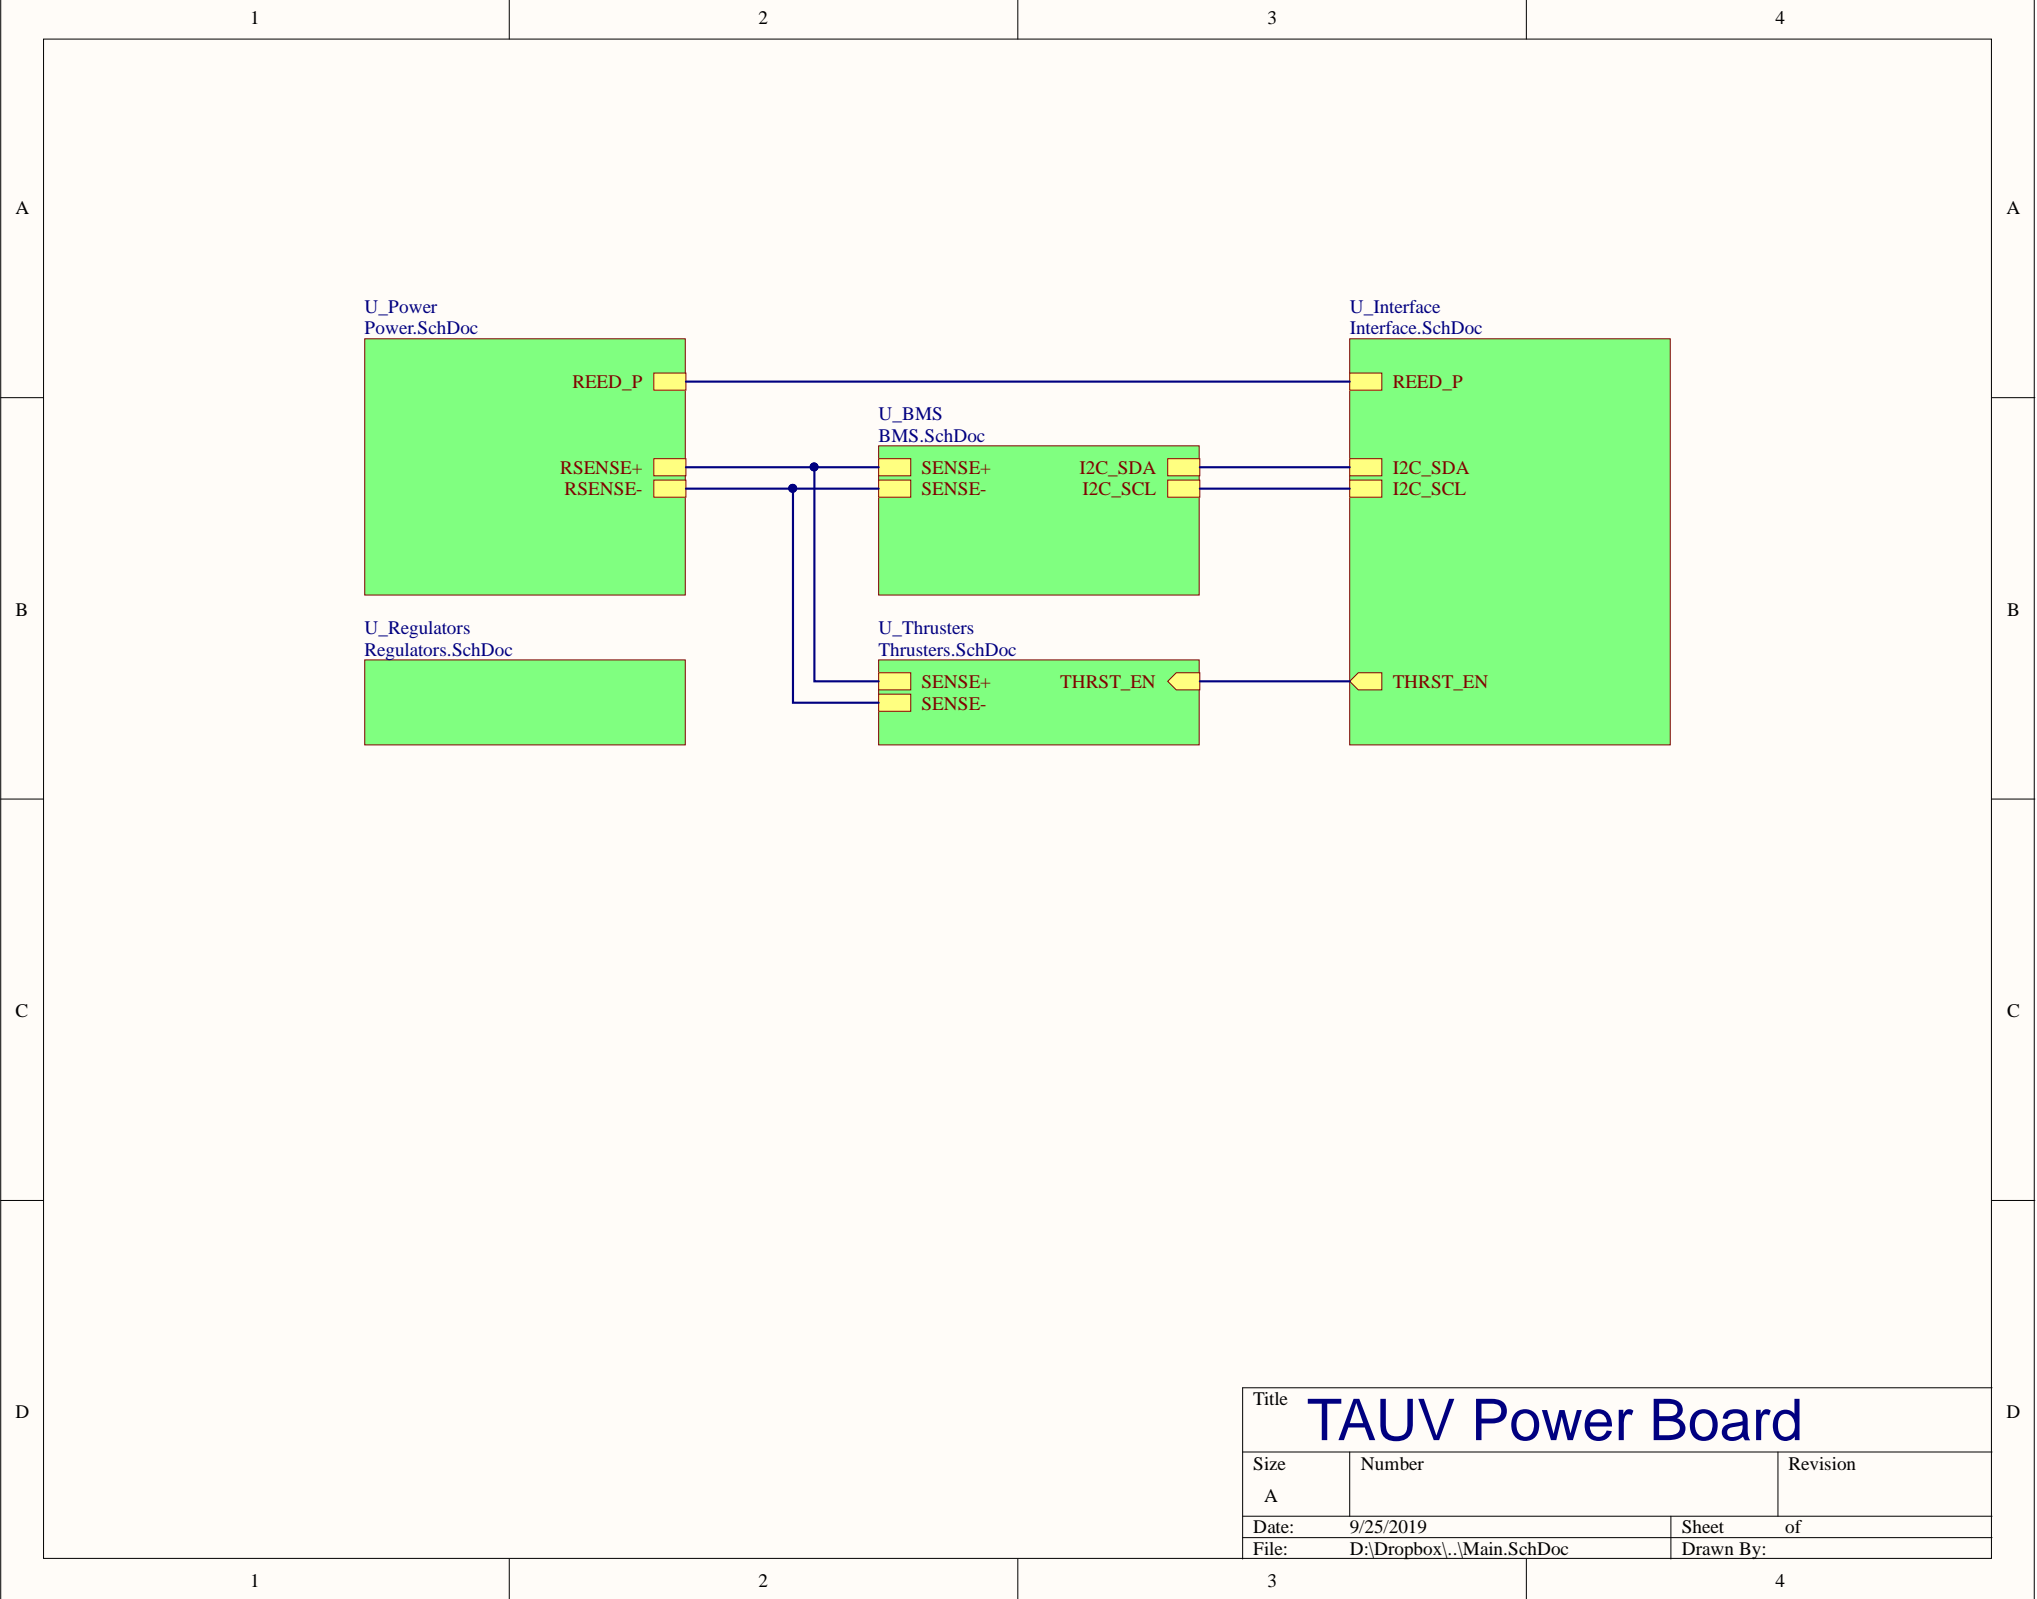 1 2 3 4
A A
U_Power U_Interface
Power.SchDoc Interface.SchDoc
REED_P REED_P
U_BMS
BMS.SchDoc
RSENSE+ SENSE+ I2C_SDA I2C_SDA
RSENSE- SENSE- I2C_SCL I2C_SCL
B B
U_Regulators U_Thrusters
Regulators.SchDoc Thrusters.SchDoc
SENSE+ THRST_EN THRST_EN
SENSE-
C C
D D
Title TAUV Power Board
Size Number Revision
A
Date: 9/25/2019 Sheet of
File: D:\Dropbox\..\Main.SchDoc Drawn By:
1 2 3 4